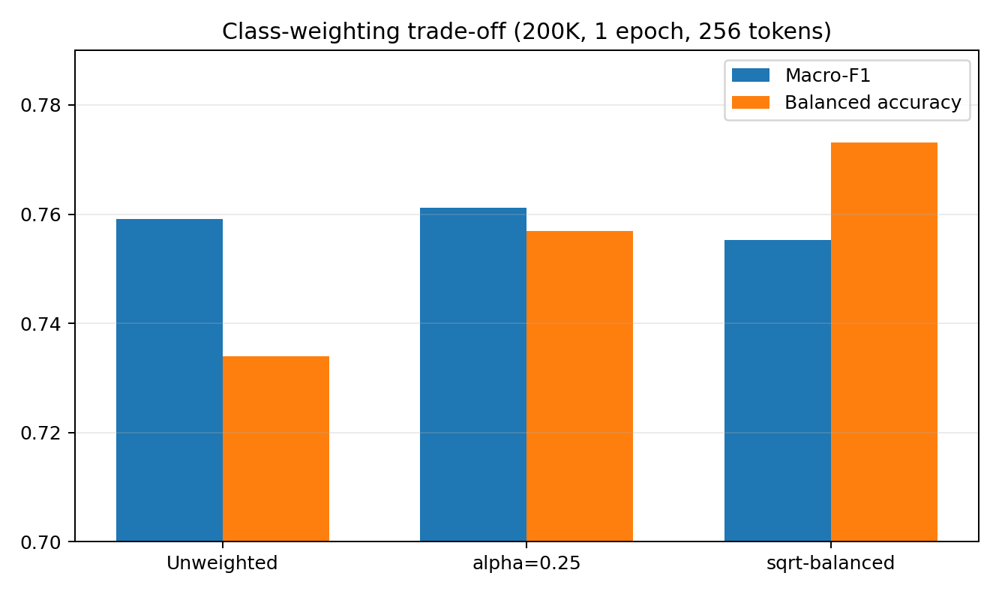 Class-weighting trade-off (200K, 1 epoch, 256 tokens)
Macro-F1
Balanced accuracy
0.78
0.76
0.74
0.72
0.70
Unweighted
alpha=0.25
sqrt-balanced